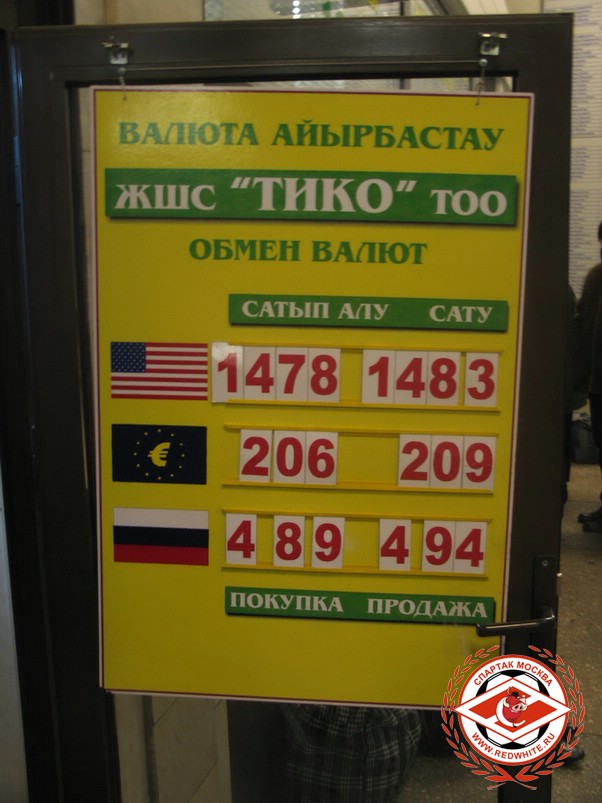 ВАЛЮТА АЙЫРБАСТАУ
ЖШС "ТИКО" ТОО
ОБМЕН ВАЛЮТ
САТЫП АЛУ САТУ
1478 1483
206 209
4 89 4 94
ПОКУПКА ПРОДАЖА
СПАРТАК МОСКВА
WWW.REDWHITE.RU